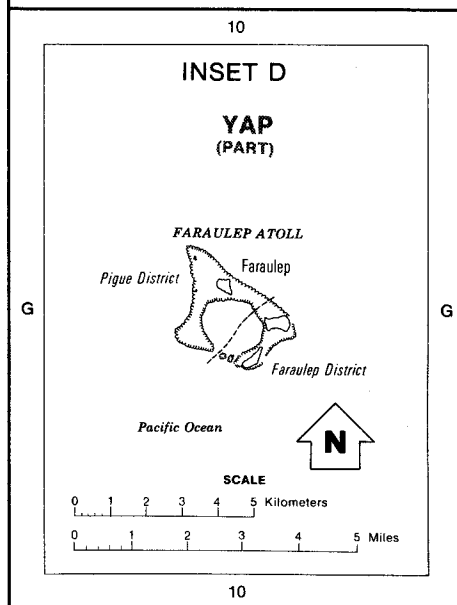 10
INSET D
YAP
(PART)
FARAULEP ATOLL
Pigue District
Faraulep
G
G
Faraulep District
Pacific Ocean
N
SCALE
0 1 2 3 4 5 Kilometers
0 1 2 3 4 5 Miles
10